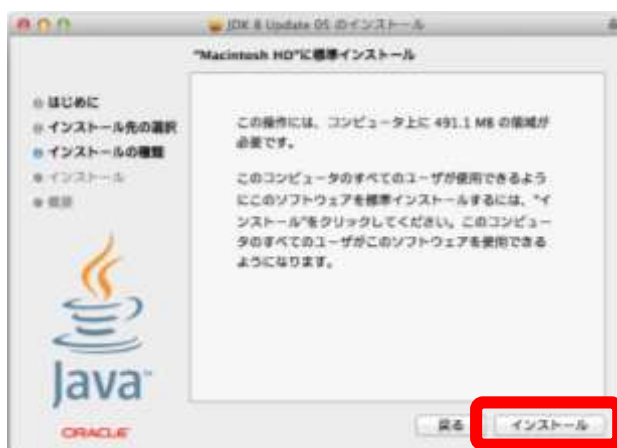 JDK 8 Update 05 のインストール
"Macintosh HD"に標準インストール
はじめに
インストール先の選択
インストールの種類
インストール
概要
この操作には、コンピュータ上に 491.1 MB の領域が
必要です。
このコンピュータのすべてのユーザが使用できるよう
にこのソフトウェアを標準インストールするには、"イ
ンストール"をクリックしてください。このコンピュー
タのすべてのユーザがこのソフトウェアを使用できる
ようになります。
Java™
ORACLE
戻る
インストール